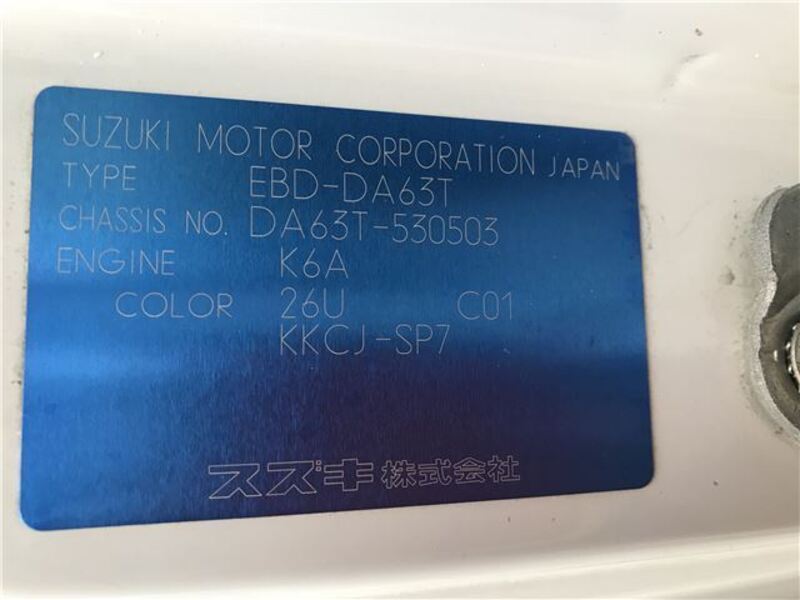 SUZUKI MOTOR CORPORATION JAPAN
TYPE EBD-DA63T
CHASSIS NO. DA63T-530503
ENGINE K6A
COLOR 26U C01
KKCJ-SP7
スズキ株式会社